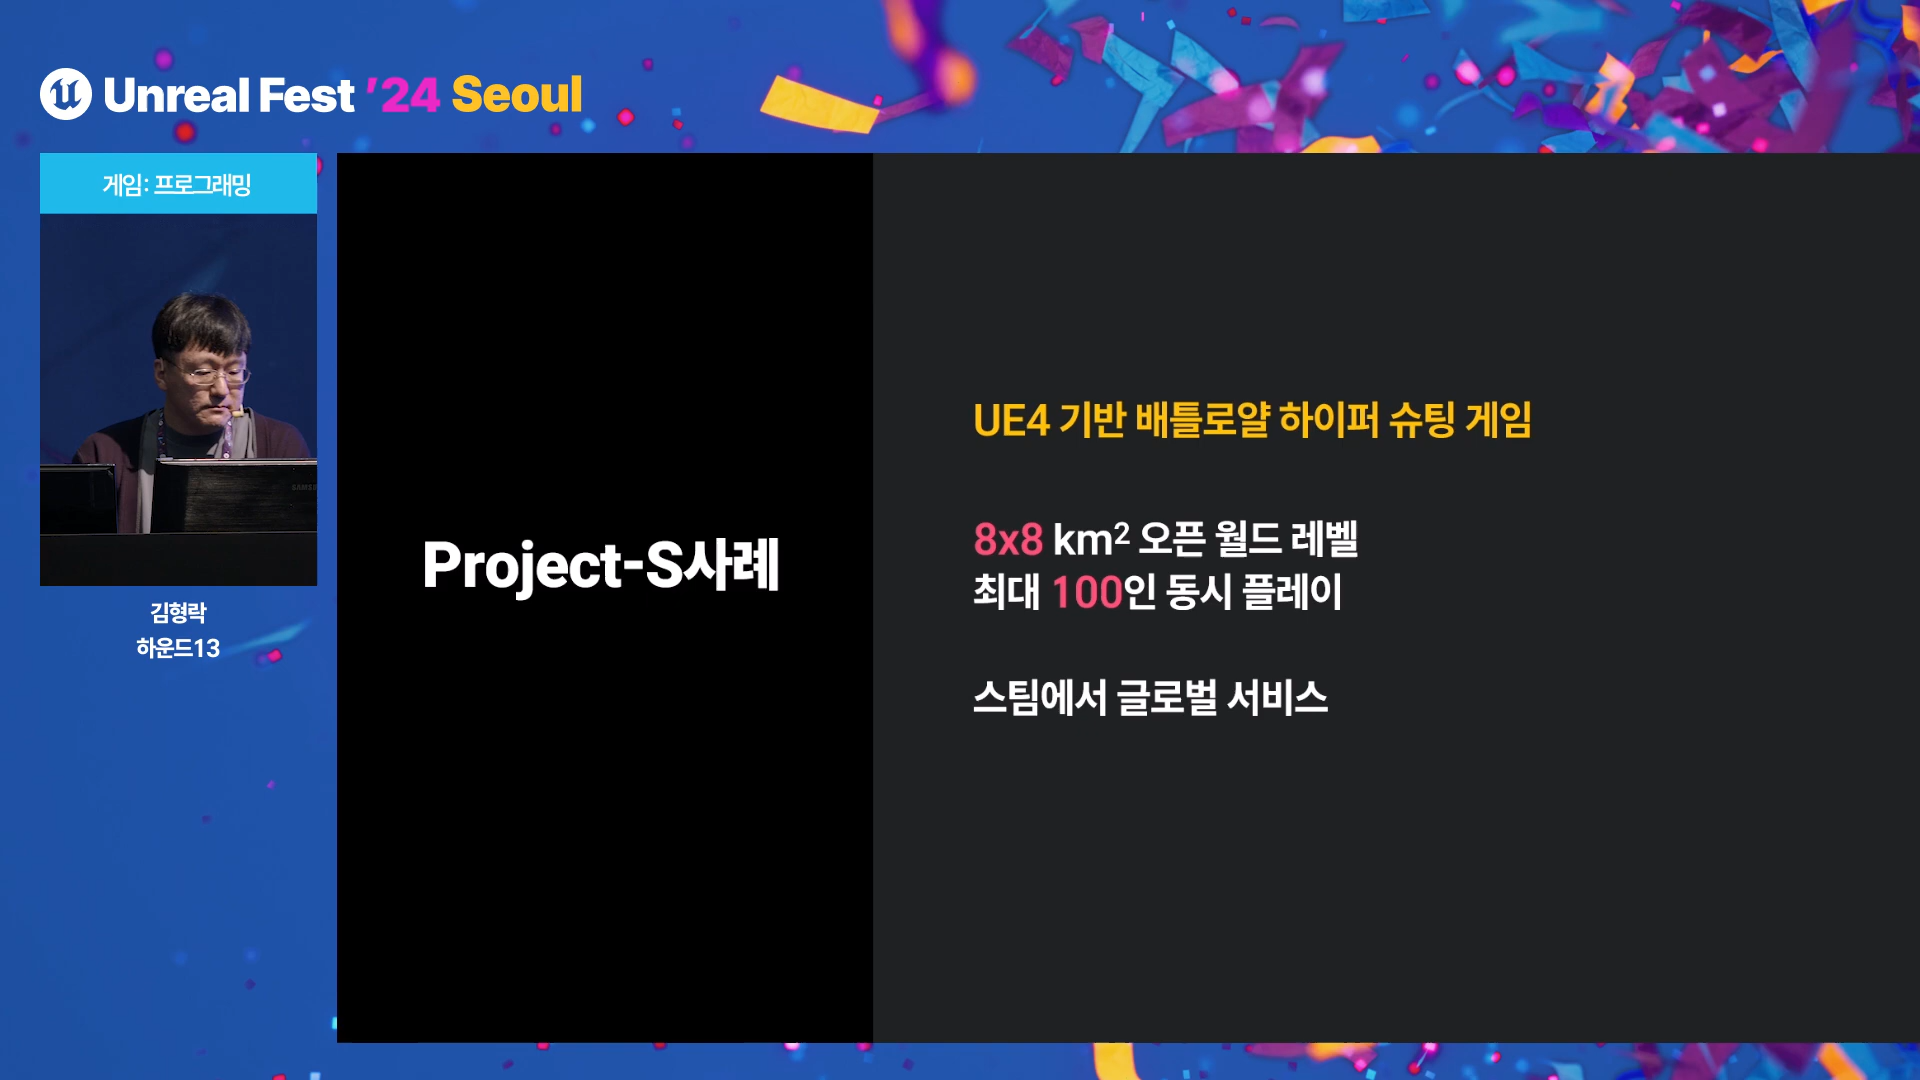 Unreal Fest '24 Seoul
게임: 프로그래밍
SAMSUNG
김형락
하운드13
Project-S사례
UE4 기반 배틀로얄 하이퍼 슈팅 게임
8x8 km² 오픈 월드 레벨
최대 100인 동시 플레이
스팀에서 글로벌 서비스